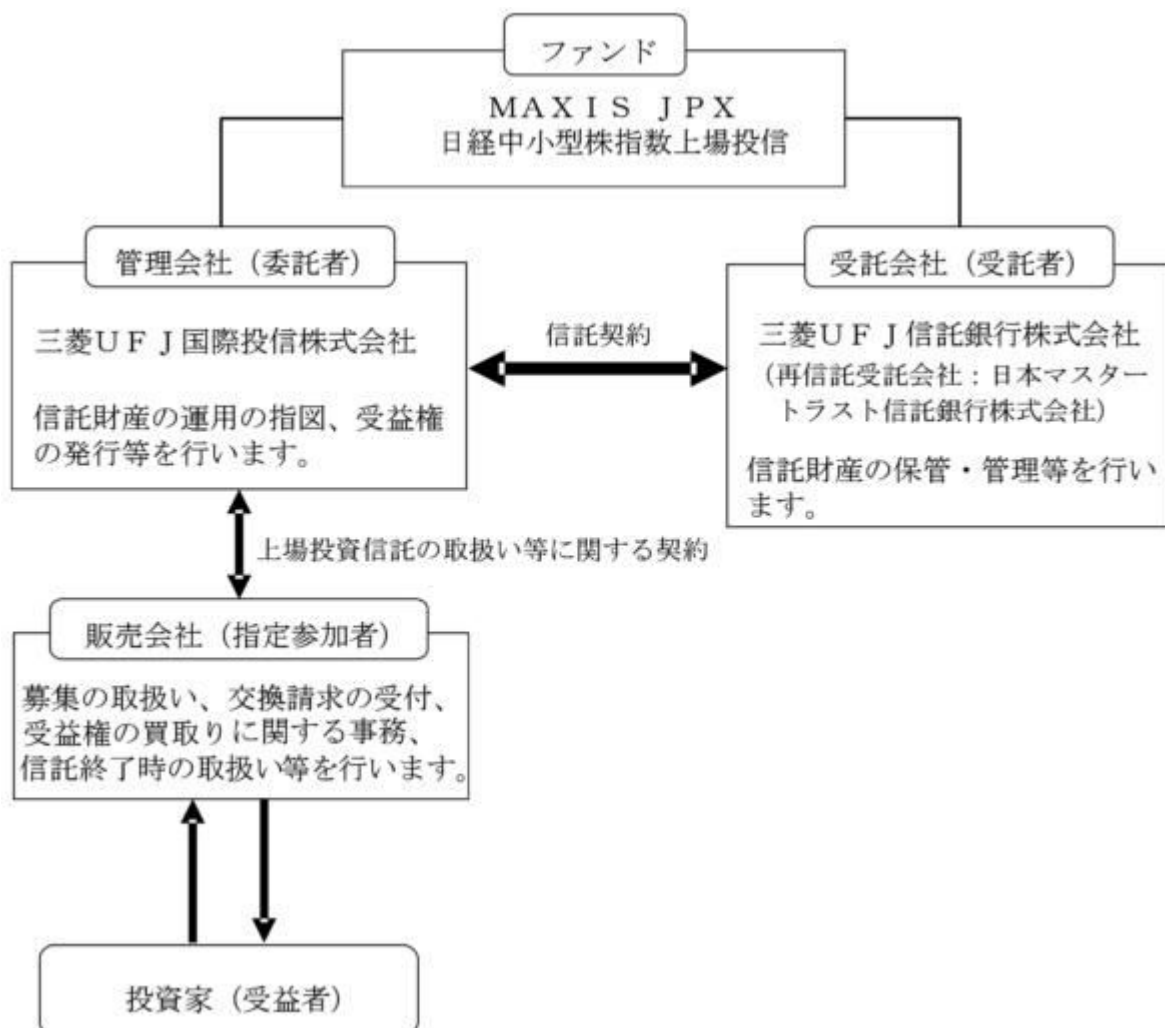 ファンド
ＭＡＸＩＳ ＪＰＸ
日経中小型株指数上場投信
管理会社（委託者）
三菱ＵＦＪ国際投信株式会社
信託財産の運用の指図、受益権
の発行等を行います。
信託契約
受託会社（受託者）
三菱ＵＦＪ信託銀行株式会社
（再信託受託会社：日本マスター
トラスト信託銀行株式会社）
信託財産の保管・管理等を行い
ます。
上場投資信託の取扱い等に関する契約
販売会社（指定参加者）
募集の取扱い、交換請求の受付、
受益権の買取りに関する事務、
信託終了時の取扱い等を行います。
投資家（受益者）